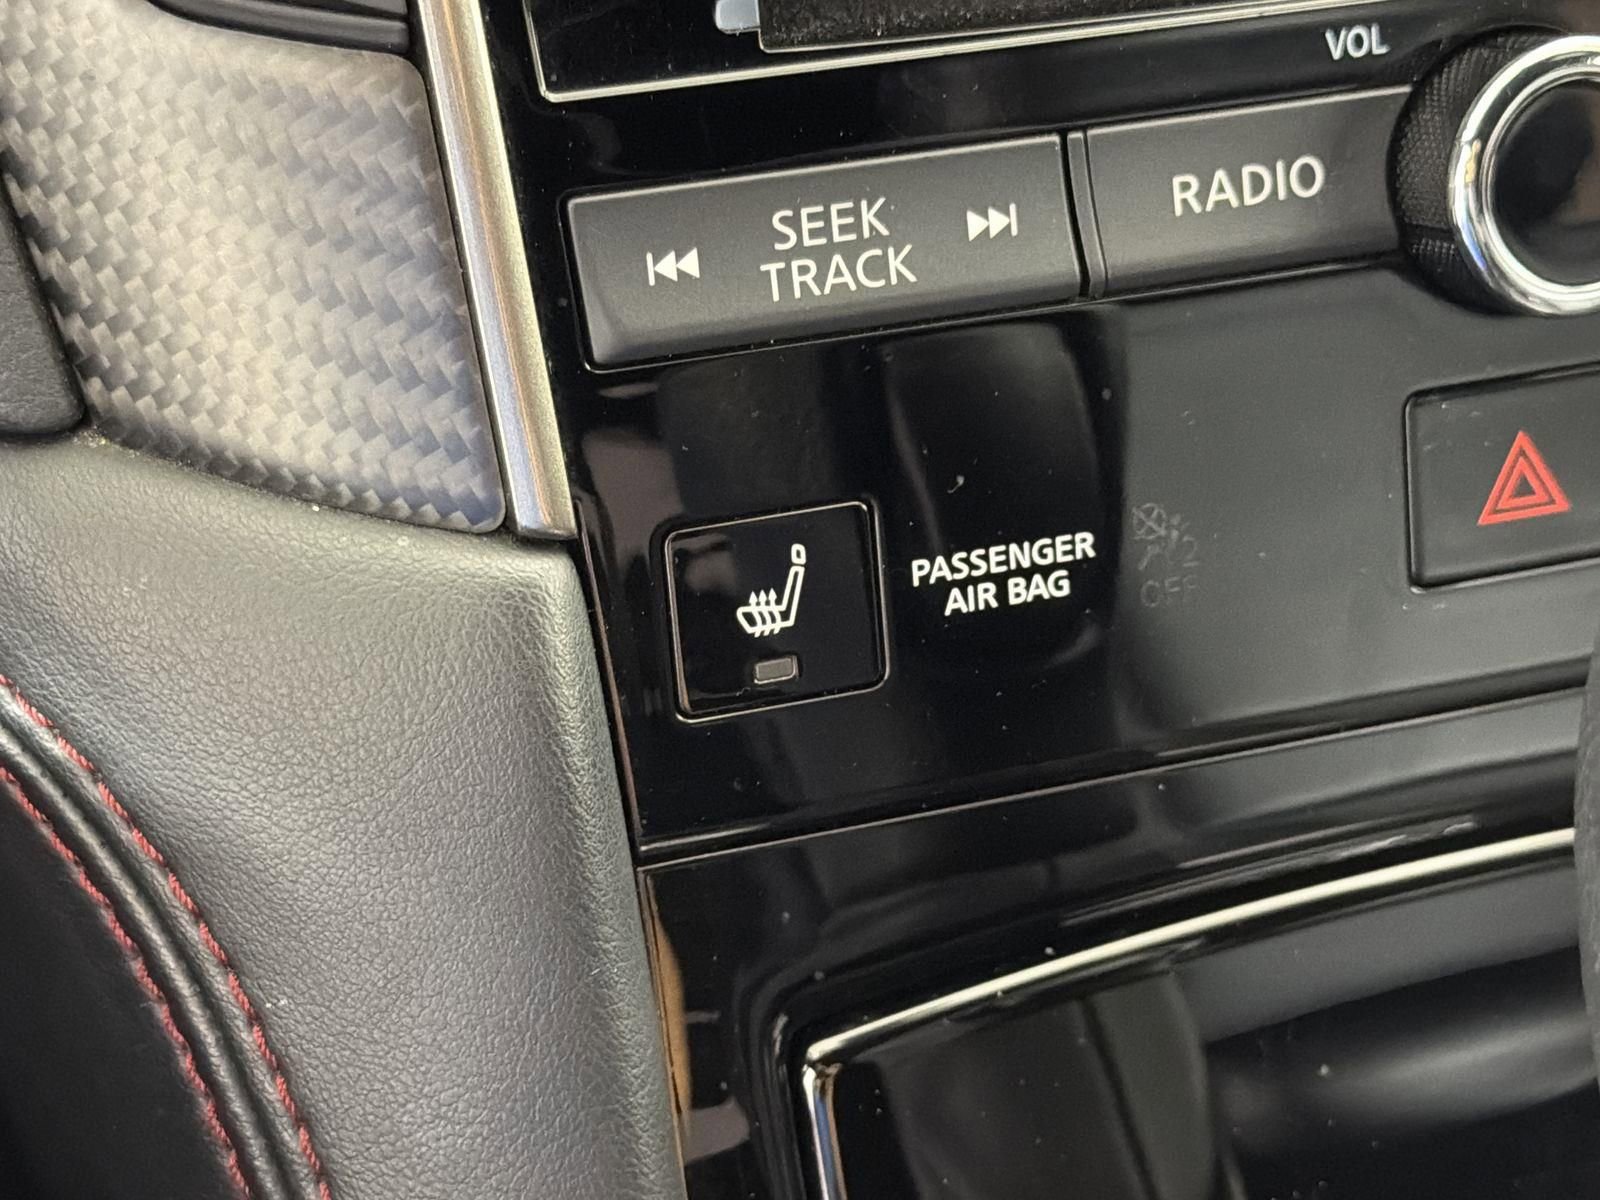 VOL
SEEK
TRACK
RADIO
PASSENGER
AIR BAG
OFF